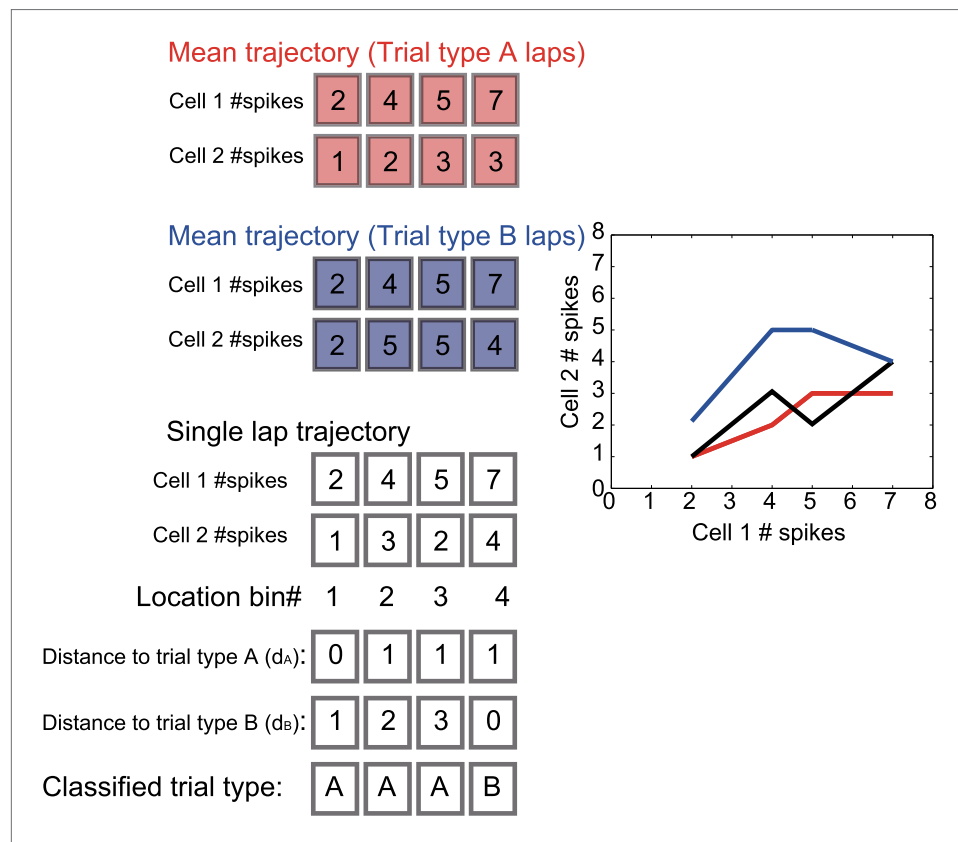 Mean trajectory (Trial type A laps)
Cell 1 #spikes 2 4 5 7
Cell 2 #spikes 1 2 3 3
Mean trajectory (Trial type B laps)
Cell 1 #spikes 2 4 5 7
Cell 2 #spikes 2 5 5 4
Single lap trajectory
Cell 1 #spikes 2 4 5 7
Cell 2 #spikes 1 3 2 4
Location bin# 1 2 3 4
Distance to trial type A (dA): 0 1 1 1
Distance to trial type B (dB): 1 2 3 0
Classified trial type: A A A B
Cell 2 # spikes
8
7
6
5
4
3
2
1
0
0 1 2 3 4 5 6 7 8
Cell 1 # spikes